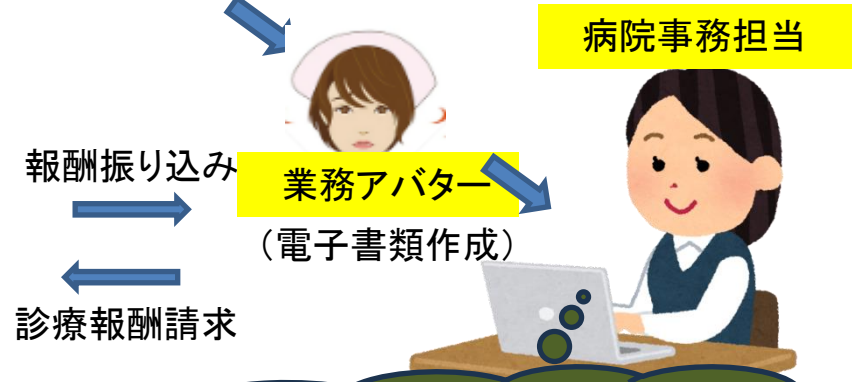 病院事務担当
報酬振り込み
業務アバター
（電子書類作成）
診療報酬請求